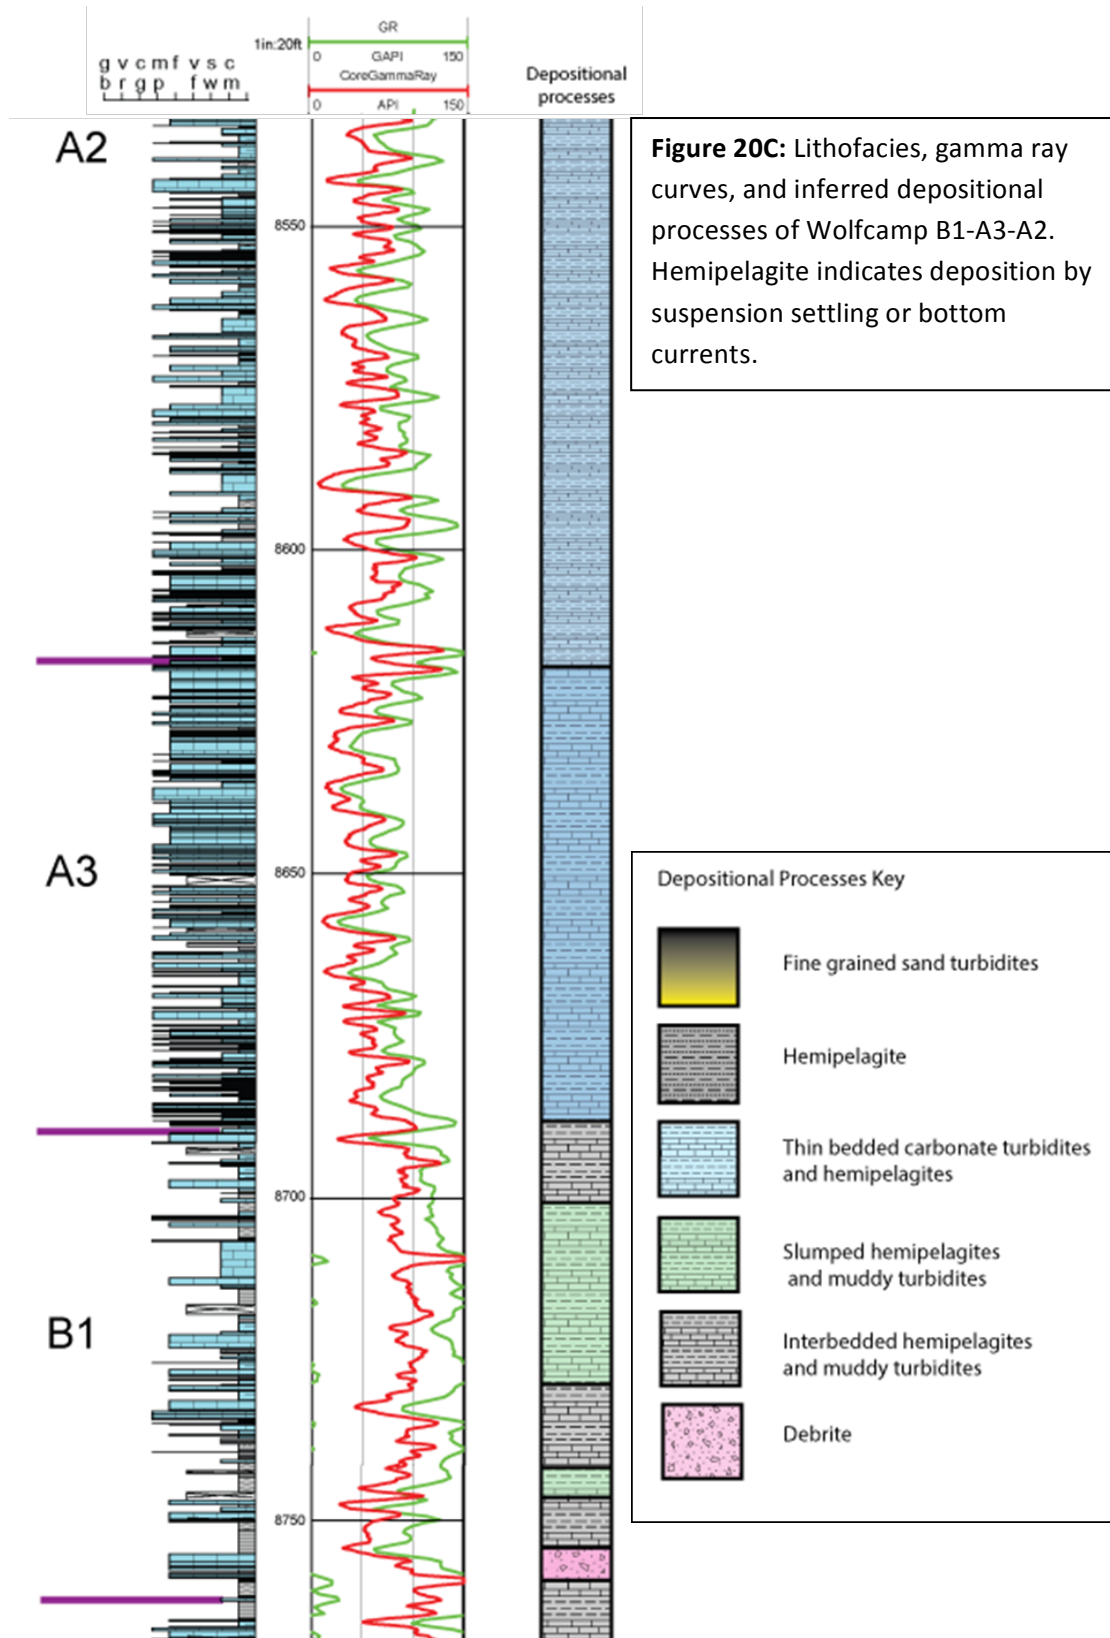 GR
1in:20ft
0 GAPI 150
CoreGammaRay
0 API 150
g v c m f v s c
b r g p f w m
Depositional
processes
A2
8550
8600
A3
8650
8700
B1
8750
Figure 20C: Lithofacies, gamma ray
curves, and inferred depositional
processes of Wolfcamp B1-A3-A2.
Hemipelagite indicates deposition by
suspension settling or bottom
currents.
Depositional Processes Key
Fine grained sand turbidites
Hemipelagite
Thin bedded carbonate turbidites
and hemipelagites
Slumped hemipelagites
and muddy turbidites
Interbedded hemipelagites
and muddy turbidites
Debrite